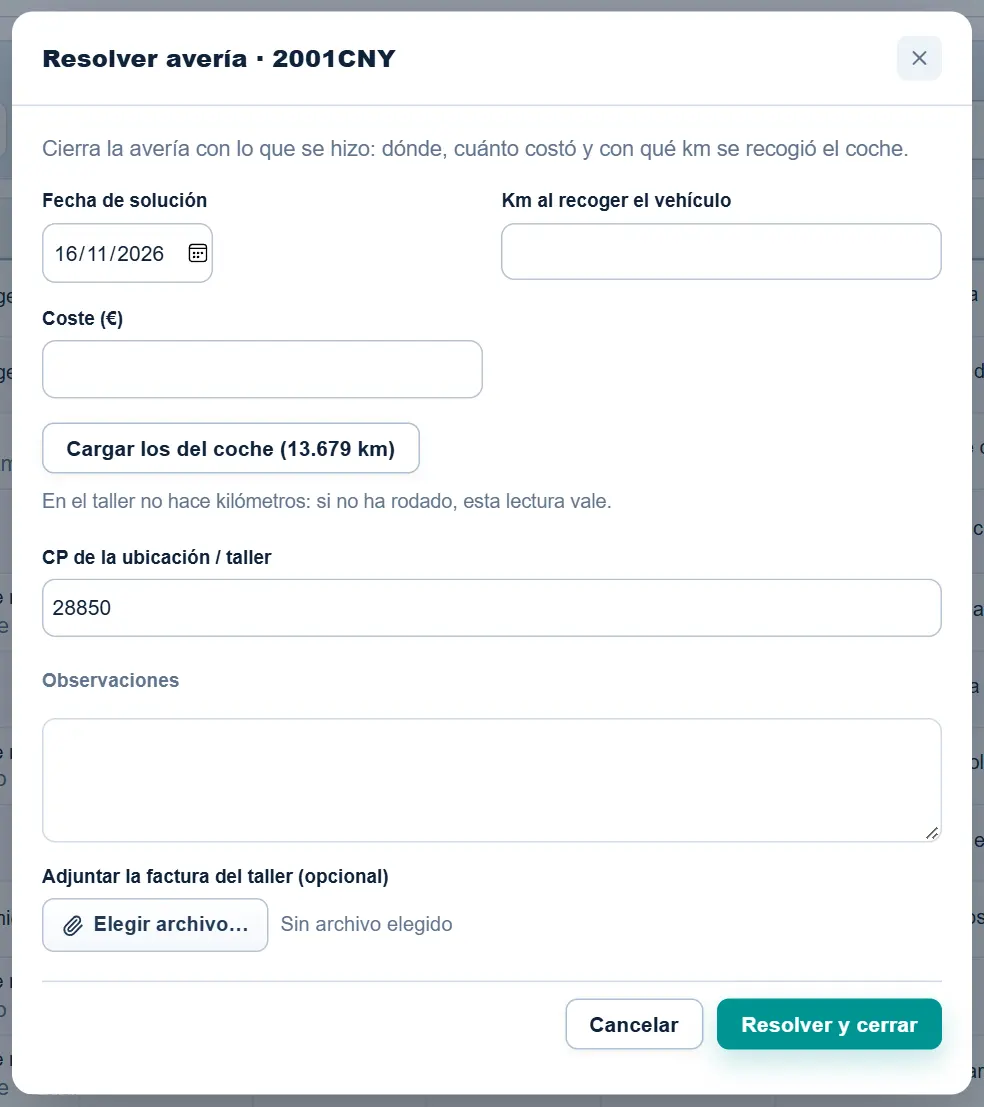 Resolver avería · 2001CNY
Cierra la avería con lo que se hizo: dónde, cuánto costó y con qué km se recogió el coche.
Fecha de solución
Km al recoger el vehículo
16/11/2026
Coste (€)
Cargar los del coche (13.679 km)
En el taller no hace kilómetros: si no ha rodado, esta lectura vale.
CP de la ubicación / taller
28850
Observaciones
Adjuntar la factura del taller (opcional)
Elegir archivo... Sin archivo elegido
Cancelar
Resolver y cerrar